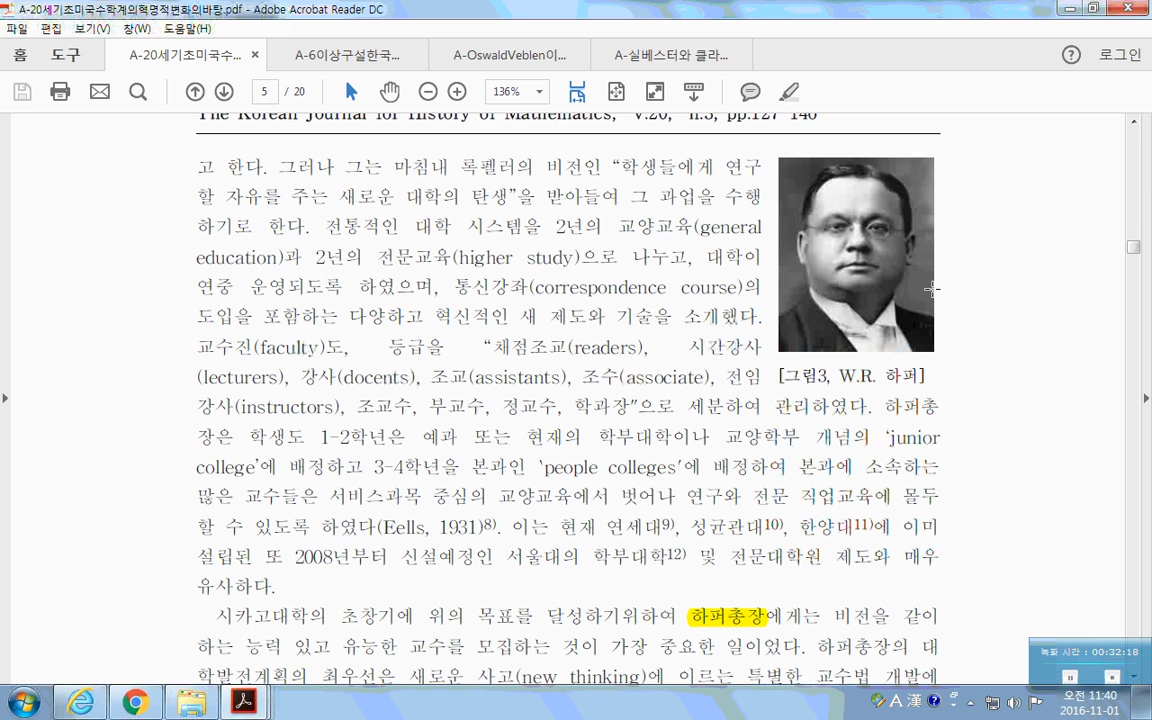 A-20세기초미국수학계의혁명적변화의바탕.pdf - Adobe Acrobat Reader DC
파일 편집 보기(V) 창(W) 도움말(H)
홈 도구 A-20세기초미국수... × A-6이상구설한국... A-OswaldVeblen이... A-실베스터와 클라... 로그인
5 / 20 136%
The Korean Journal for History of Mathematics, V.20, n.3, pp.127-146
고 한다. 그러나 그는 마침내 록펠러의 비전인 “학생들에게 연구
할 자유를 주는 새로운 대학의 탄생”을 받아들여 그 과업을 수행
하기로 한다. 전통적인 대학 시스템을 2년의 교양교육(general
education)과 2년의 전문교육(higher study)으로 나누고, 대학이
연중 운영되도록 하였으며, 통신강좌(correspondence course)의
도입을 포함하는 다양하고 혁신적인 새 제도와 기술을 소개했다.
교수진(faculty)도, 등급을 “채점조교(readers), 시간강사
(lecturers), 강사(docents), 조교(assistants), 조수(associate), 전임
[그림3, W.R. 하퍼]
강사(instructors), 조교수, 부교수, 정교수, 학과장”으로 세분하여 관리하였다. 하퍼총
장은 학생도 1-2학년은 예과 또는 현재의 학부대학이나 교양학부 개념의 ‘junior
college’에 배정하고 3-4학년을 본과인 ‘people colleges’에 배정하여 본과에 소속하는
많은 교수들은 서비스과목 중심의 교양교육에서 벗어나 연구와 전문 직업교육에 몰두
할 수 있도록 하였다(Eells, 1931)8). 이는 현재 연세대9), 성균관대10), 한양대11)에 이미
설립된 또 2008년부터 신설예정인 서울대의 학부대학12) 및 전문대학원 제도와 매우
유사하다.
시카고대학의 초창기에 위의 목표를 달성하기위하여 하퍼총장에게는 비전을 같이
하는 능력 있고 유능한 교수를 모집하는 것이 가장 중요한 일이었다. 하퍼총장의 대
학발전계획의 최우선은 새로운 사고(new thinking)에 이르는 특별한 교수법 개발에
녹화 시간 : 00:32:18
A 漢
오전 11:40
2016-11-01